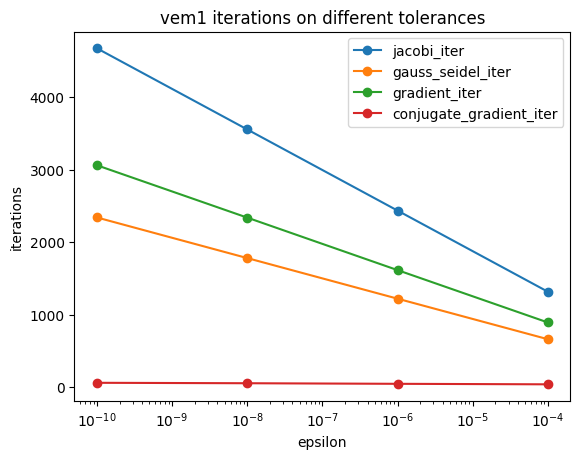 vem1 iterations on different tolerances
jacobi_iter
gauss_seidel_iter
gradient_iter
conjugate_gradient_iter
iterations
4000
3000
2000
1000
0
10⁻¹⁰ 10⁻⁹ 10⁻⁸ 10⁻⁷ 10⁻⁶ 10⁻⁵ 10⁻⁴
epsilon